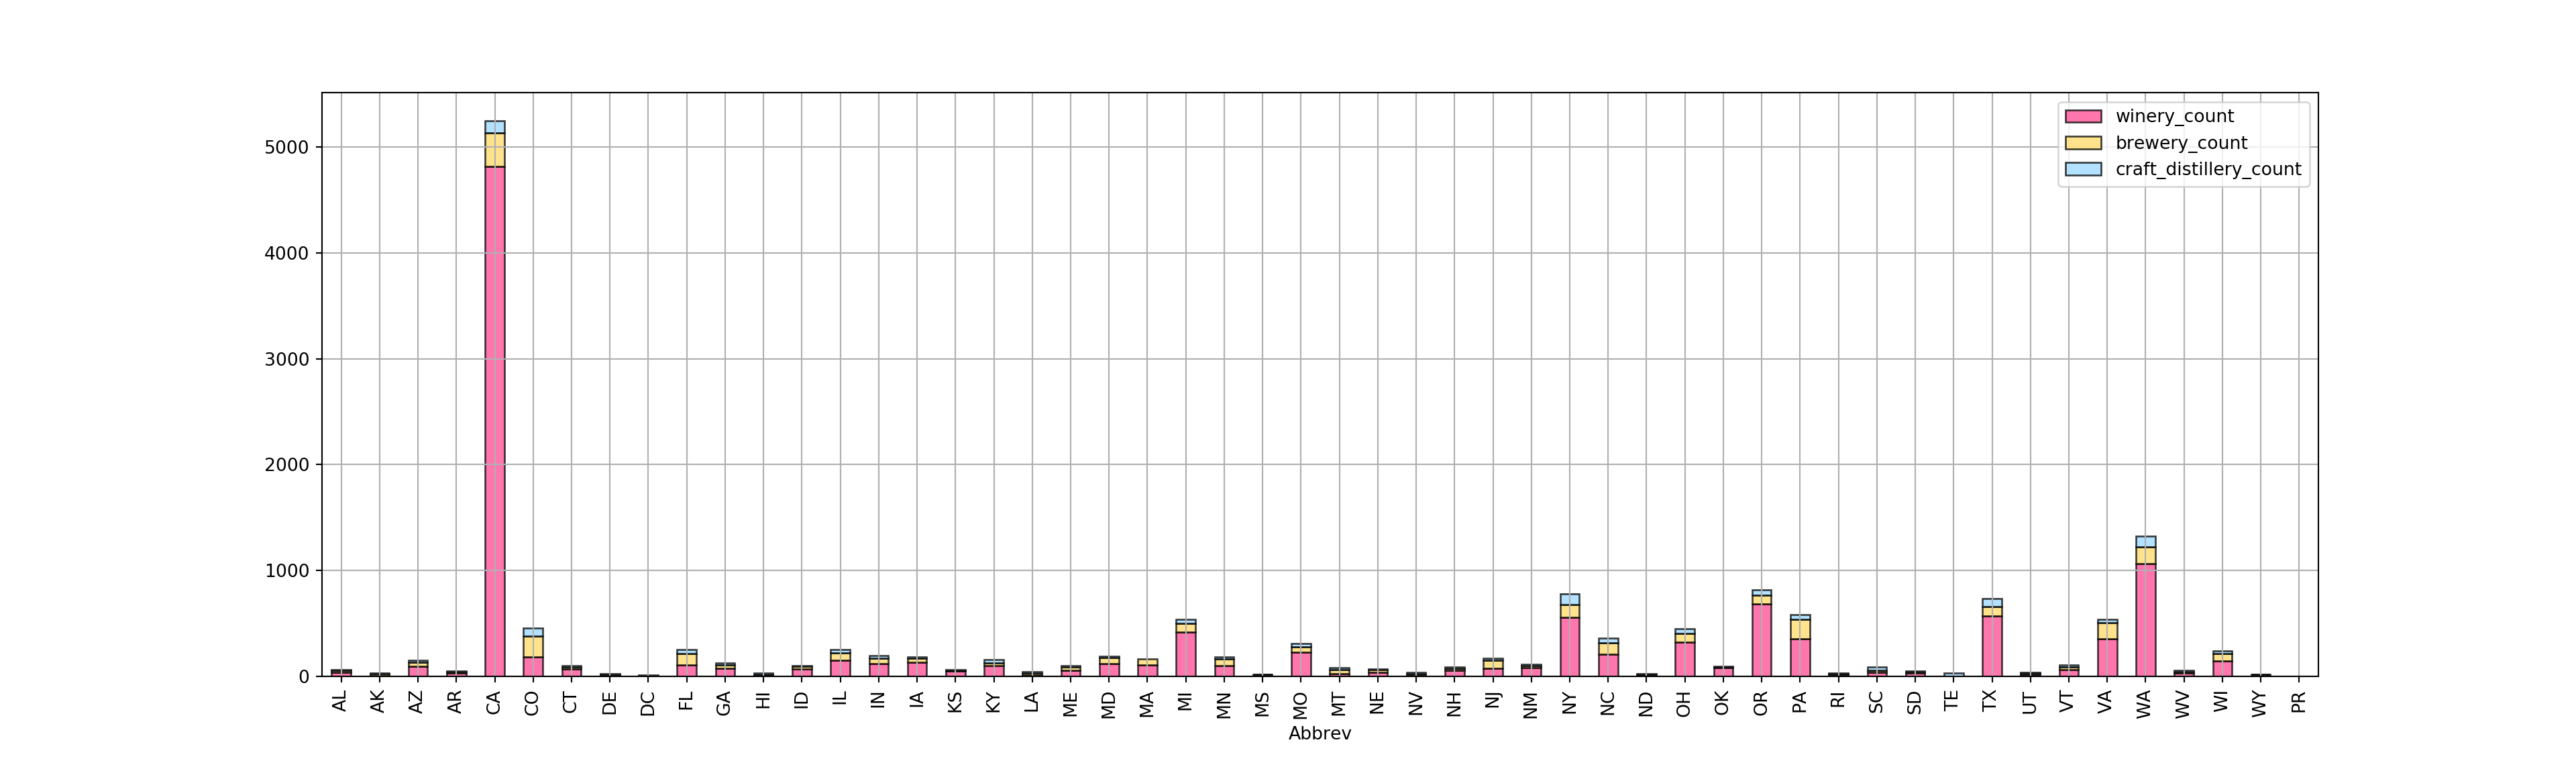 winery_count
brewery_count
craft_distillery_count
5000
4000
3000
2000
1000
0
AL AK AZ AR CA CO CT DE DC FL GA HI ID IL IN IA KS KY LA ME MD MA MI MN MS MO MT NE NV NH NJ NM NY NC ND OH OK OR PA RI SC SD TE TX UT VT VA WA WV WI WY PR
Abbrev